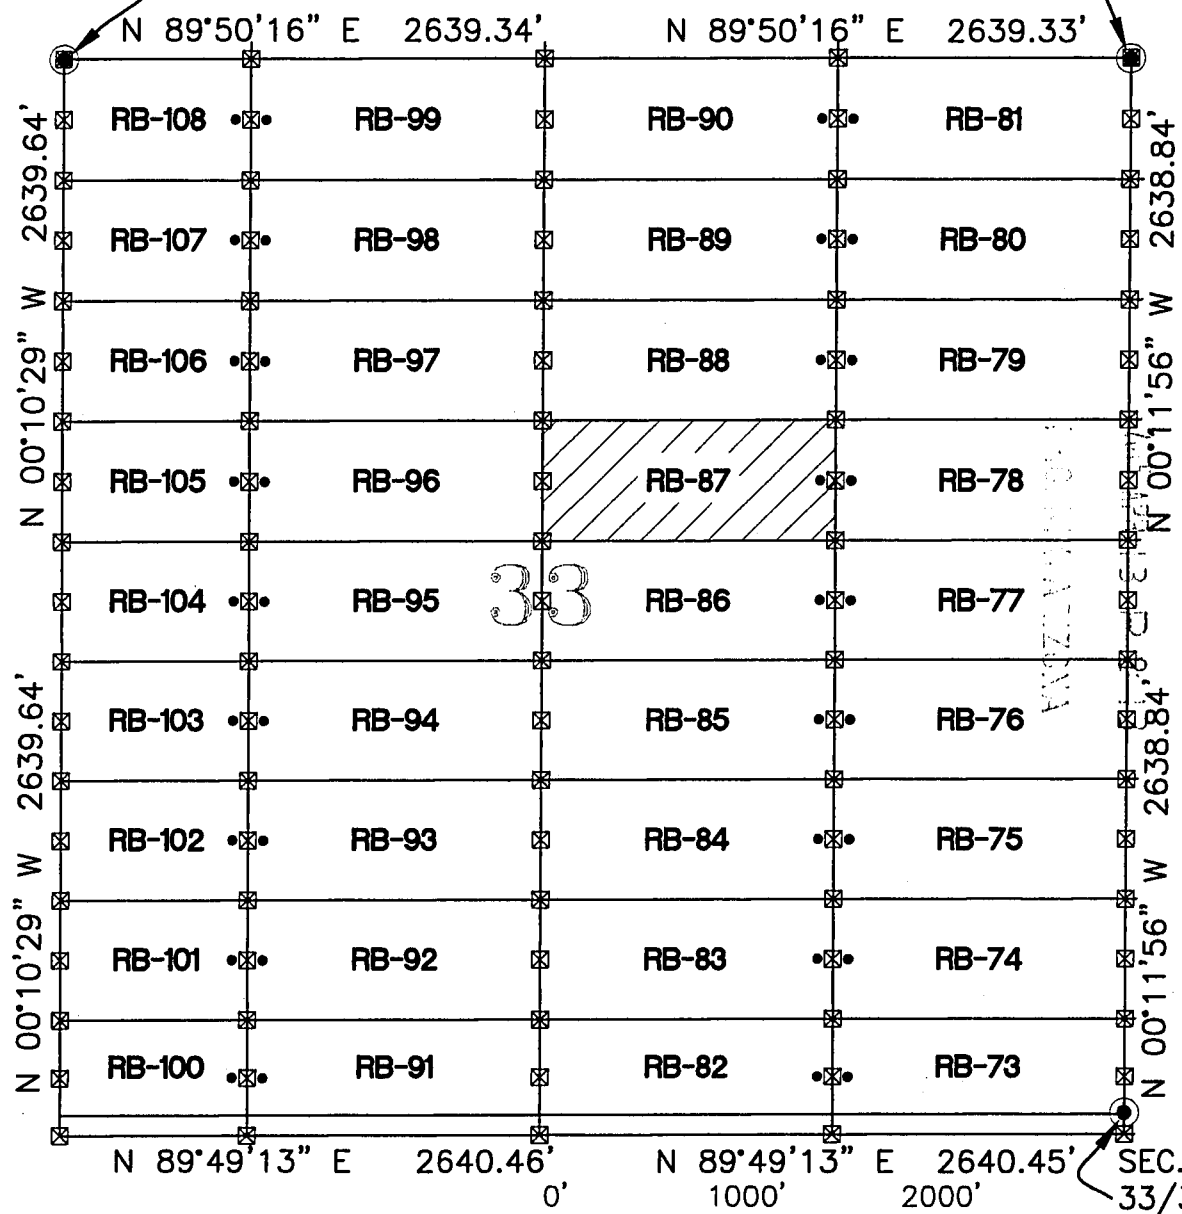 N 89°50'16" E 2639.34' N 89°50'16" E 2639.33'
RB-108 RB-99 RB-90 RB-81
RB-107 RB-98 RB-89 RB-80
RB-106 RB-97 RB-88 RB-79
RB-105 RB-96 RB-87 RB-78
33
RB-104 RB-95 RB-86 RB-77
RB-103 RB-94 RB-85 RB-76
RB-102 RB-93 RB-84 RB-75
RB-101 RB-92 RB-83 RB-74
RB-100 RB-91 RB-82 RB-73
N 00°10'29" W 2639.64'
N 00°10'29" W 2639.64'
N 00°11'56" W 2638.84'
N 00°11'56" W 2638.84'
N 89°49'13" E 2640.46' N 89°49'13" E 2640.45' SEC.
0' 1000' 2000'
33/3